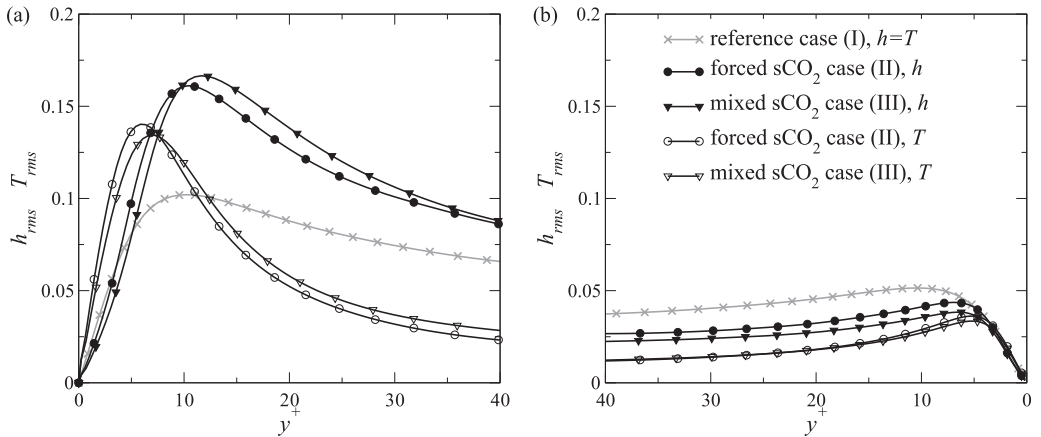 (a)
0.2
0.15
0.1
0.05
0
h_rms T_rms
0 10 20 30 40
y^+
(b)
0.2
0.15
0.1
0.05
0
h_rms T_rms
40 30 20 10 0
y^+
reference case (I), h=T
forced sCO₂ case (II), h
mixed sCO₂ case (III), h
forced sCO₂ case (II), T
mixed sCO₂ case (III), T